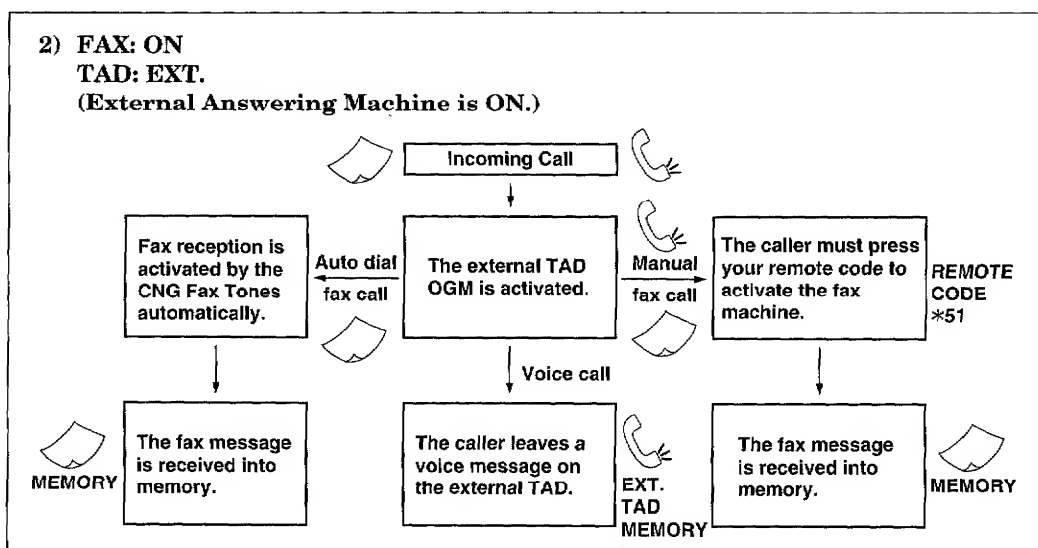 2) FAX: ON
TAD: EXT.
(External Answering Machine is ON.)
Incoming Call
Fax reception is
activated by the
CNG Fax Tones
automatically.
Auto dial
fax call
The external TAD
OGM is activated.
Manual
fax call
The caller must press
your remote code to
activate the fax
machine.
REMOTE
CODE
*51
Voice call
MEMORY
The fax message
is received into
memory.
The caller leaves a
voice message on
the external TAD.
EXT.
TAD
MEMORY
The fax message
is received into
memory.
MEMORY